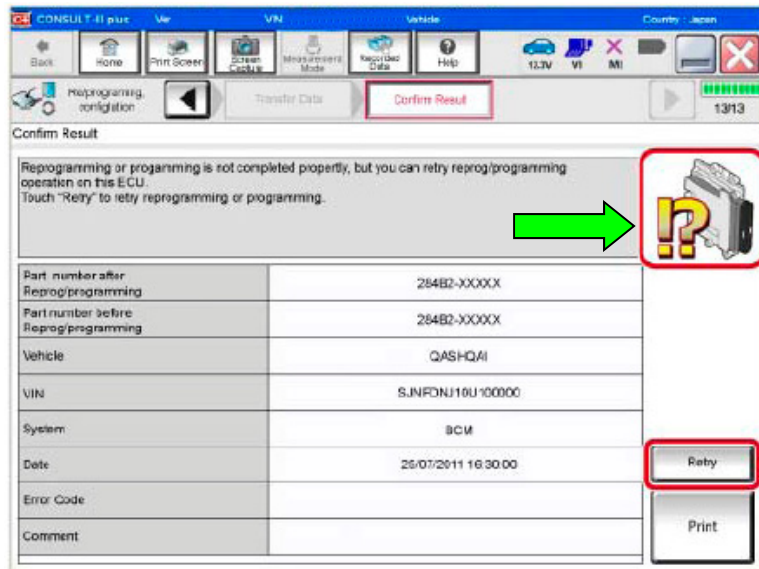 CONSULT-III plus Ver VIN Vehicle Country : Japan
Back Home Print Screen Screen Capture Measurement Mode Recorded Data Help 12.3V VI MI
Reprograming, configlation
Transfer Data Confirm Result 13/13
Confirm Result
Reprogramming or progamming is not completed propertly, but you can retry reprog/programming
operation on this ECU.
Touch "Retry" to retry reprogramming or programming.
!?
Part number after
Reprog/programming
284B2-XXXXX
Part number before
Reprog/programming
284B2-XXXXX
Vehicle QASHQAI
VIN SJNFDNJ10U100000
System BCM
Date 26/07/2011 16:30:00 Retry
Error Code
Comment Print